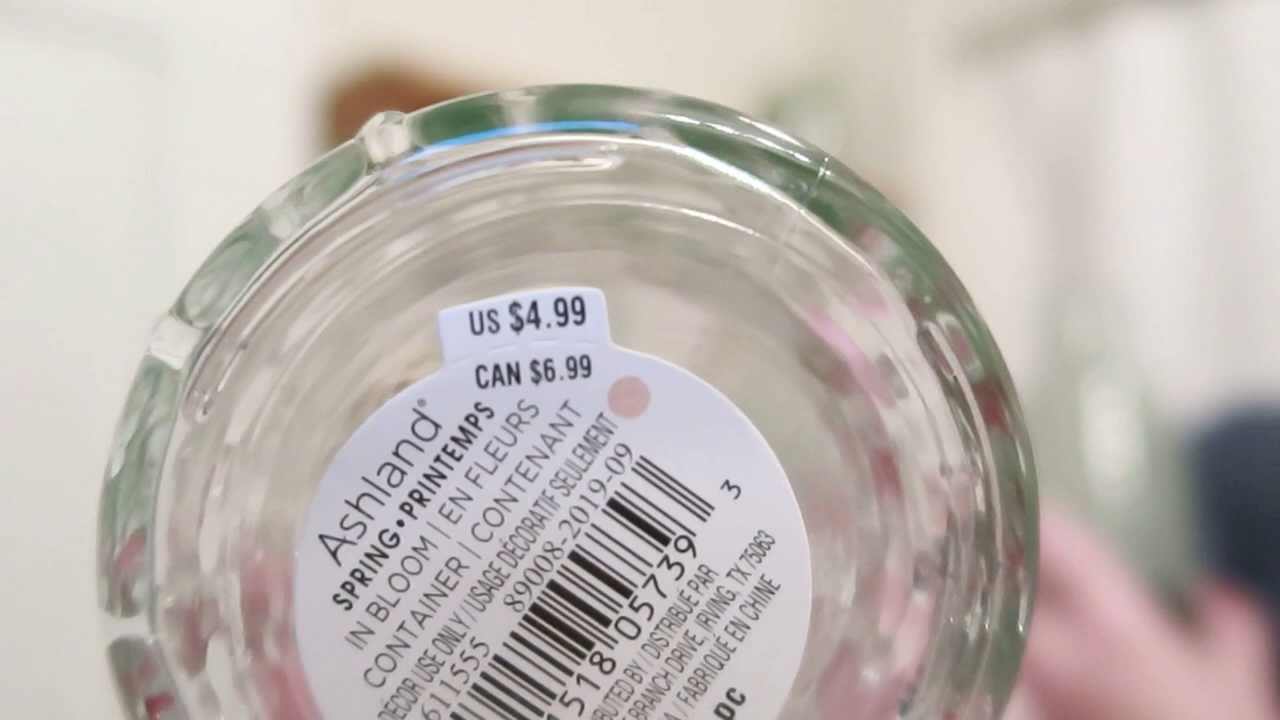 US $4.99
CAN $6.99
Ashland®
SPRING•PRINTEMPS
IN BLOOM | EN FLEURS
CONTAINER | CONTENANT
DECOR USE ONLY / USAGE DÉCORATIF SEULEMENT
611555 89008-2019-09
518 05739 3
BY / DISTRIBUÉ PAR
BRANCH DRIVE, IRVING, TX 75063
/ FABRIQUÉ EN CHINE
DC